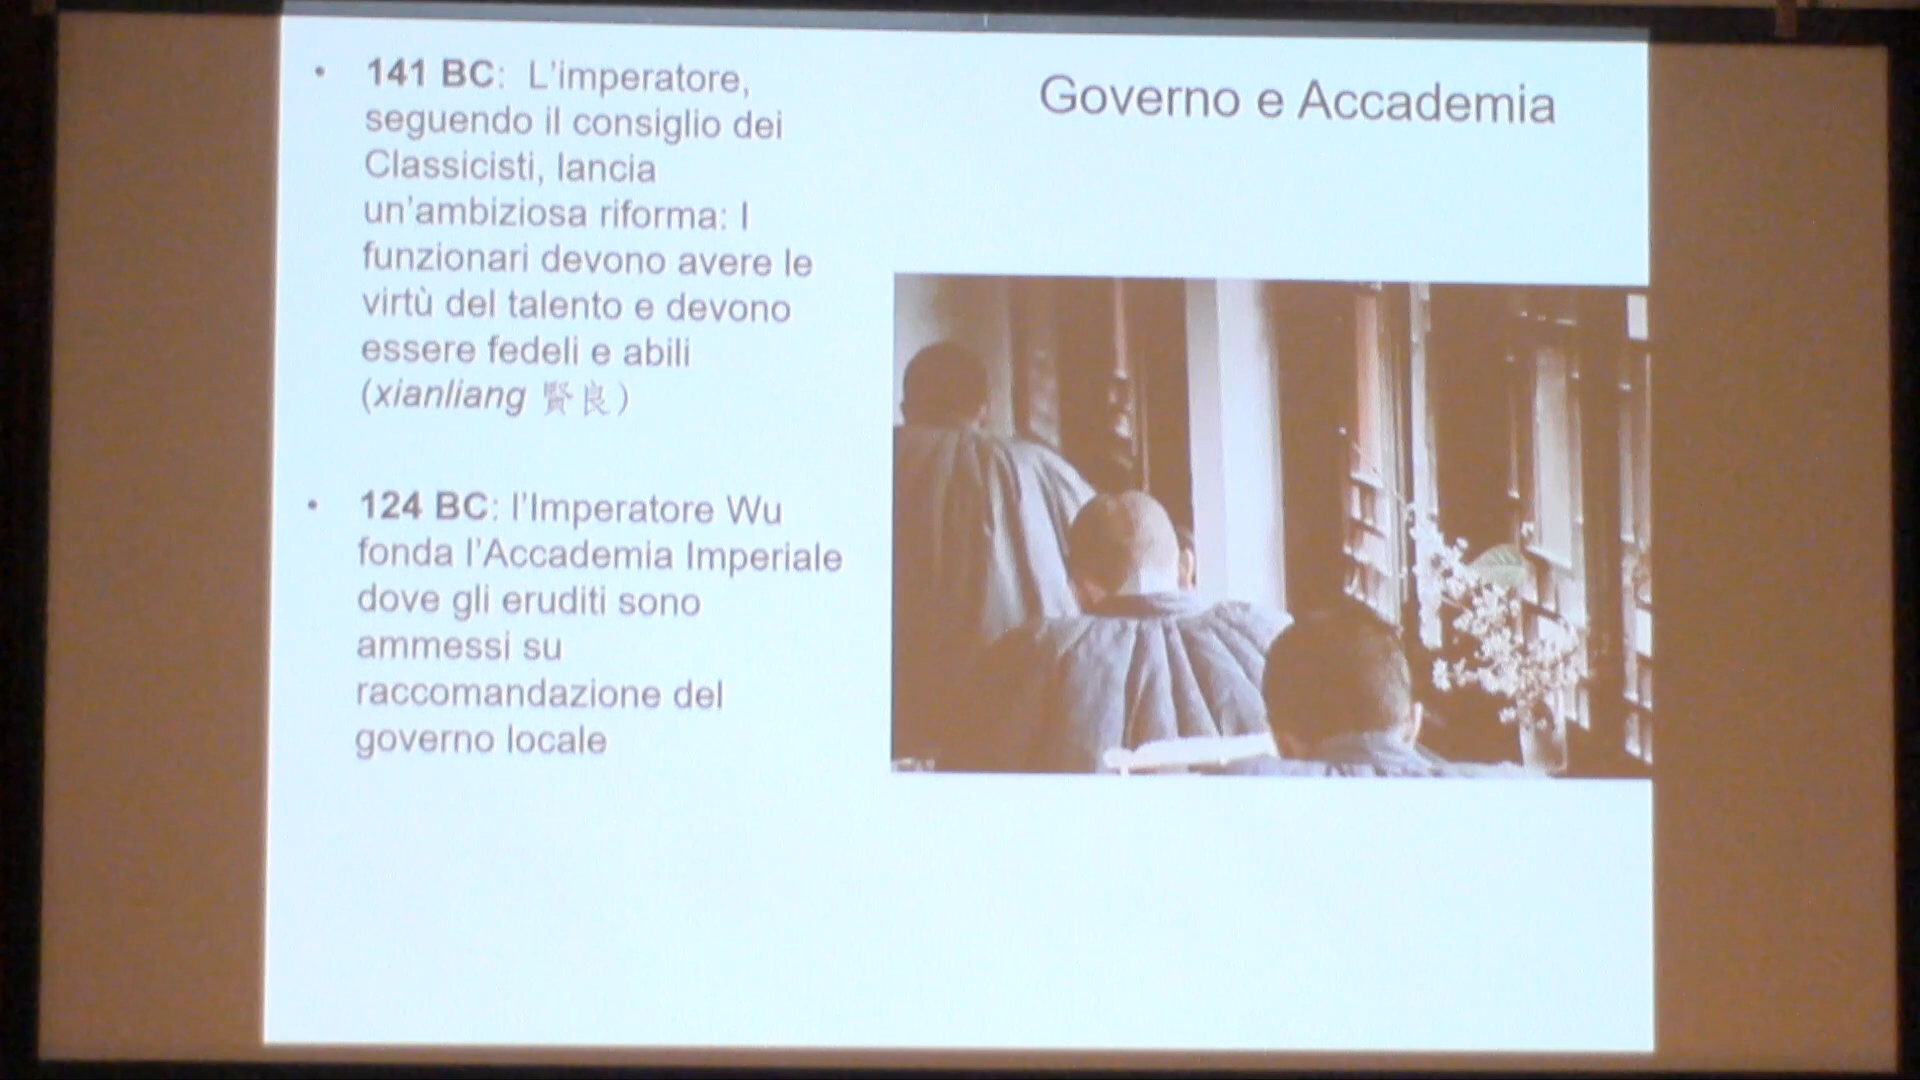 Governo e Accademia
• 141 BC: L'imperatore,
seguendo il consiglio dei
Classicisti, lancia
un'ambiziosa riforma: I
funzionari devono avere le
virtù del talento e devono
essere fedeli e abili
(xianliang 賢良)
• 124 BC: l'Imperatore Wu
fonda l'Accademia Imperiale
dove gli eruditi sono
ammessi su
raccomandazione del
governo locale